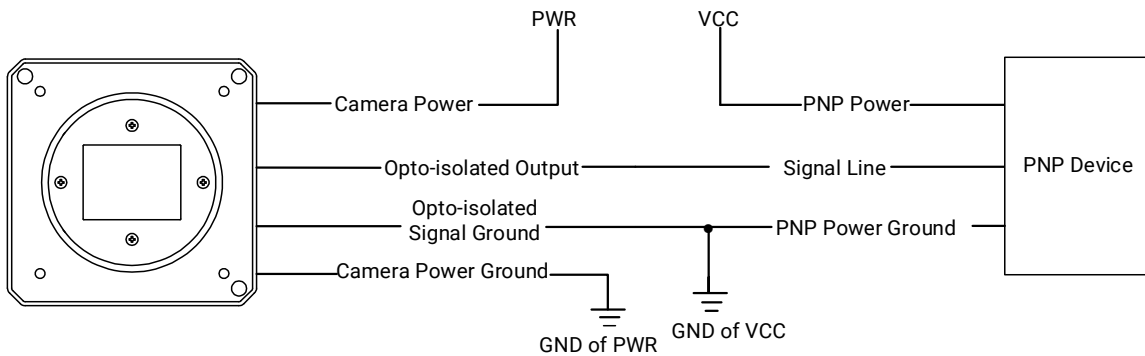 PWR
VCC
Camera Power
PNP Power
Opto-isolated Output
Signal Line
PNP Device
Opto-isolated
Signal Ground
PNP Power Ground
Camera Power Ground
GND of PWR
GND of VCC